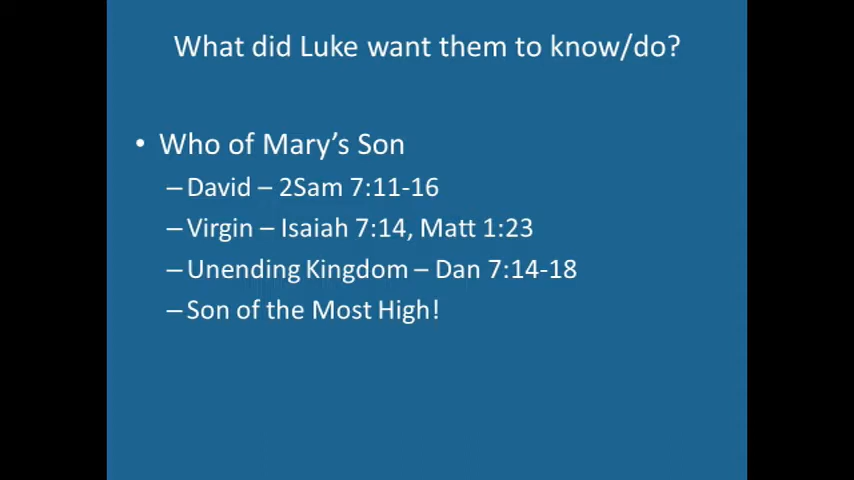 What did Luke want them to know/do?
• Who of Mary's Son
– David – 2Sam 7:11-16
– Virgin – Isaiah 7:14, Matt 1:23
– Unending Kingdom – Dan 7:14-18
– Son of the Most High!